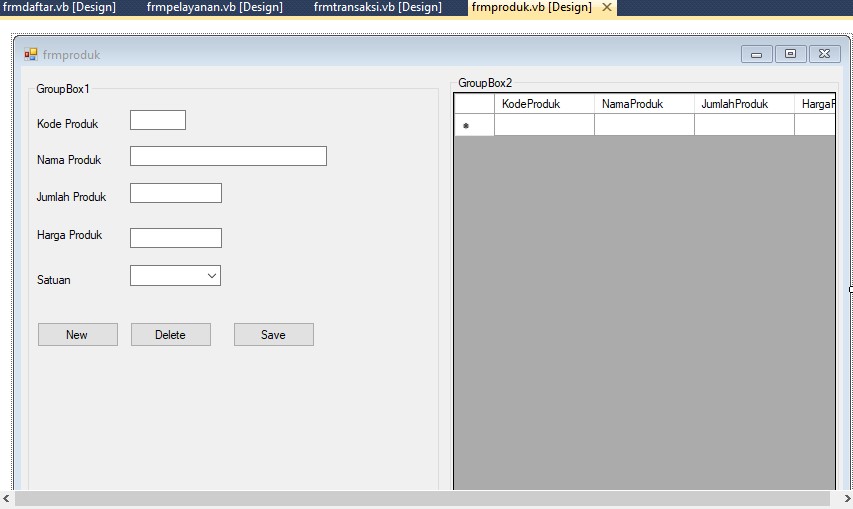 frmdaftar.vb [Design] frmpelayanan.vb [Design] frmtransaksi.vb [Design] frmproduk.vb [Design]
frmproduk
GroupBox1
Kode Produk
Nama Produk
Jumlah Produk
Harga Produk
Satuan
New Delete Save
GroupBox2
KodeProduk NamaProduk JumlahProduk